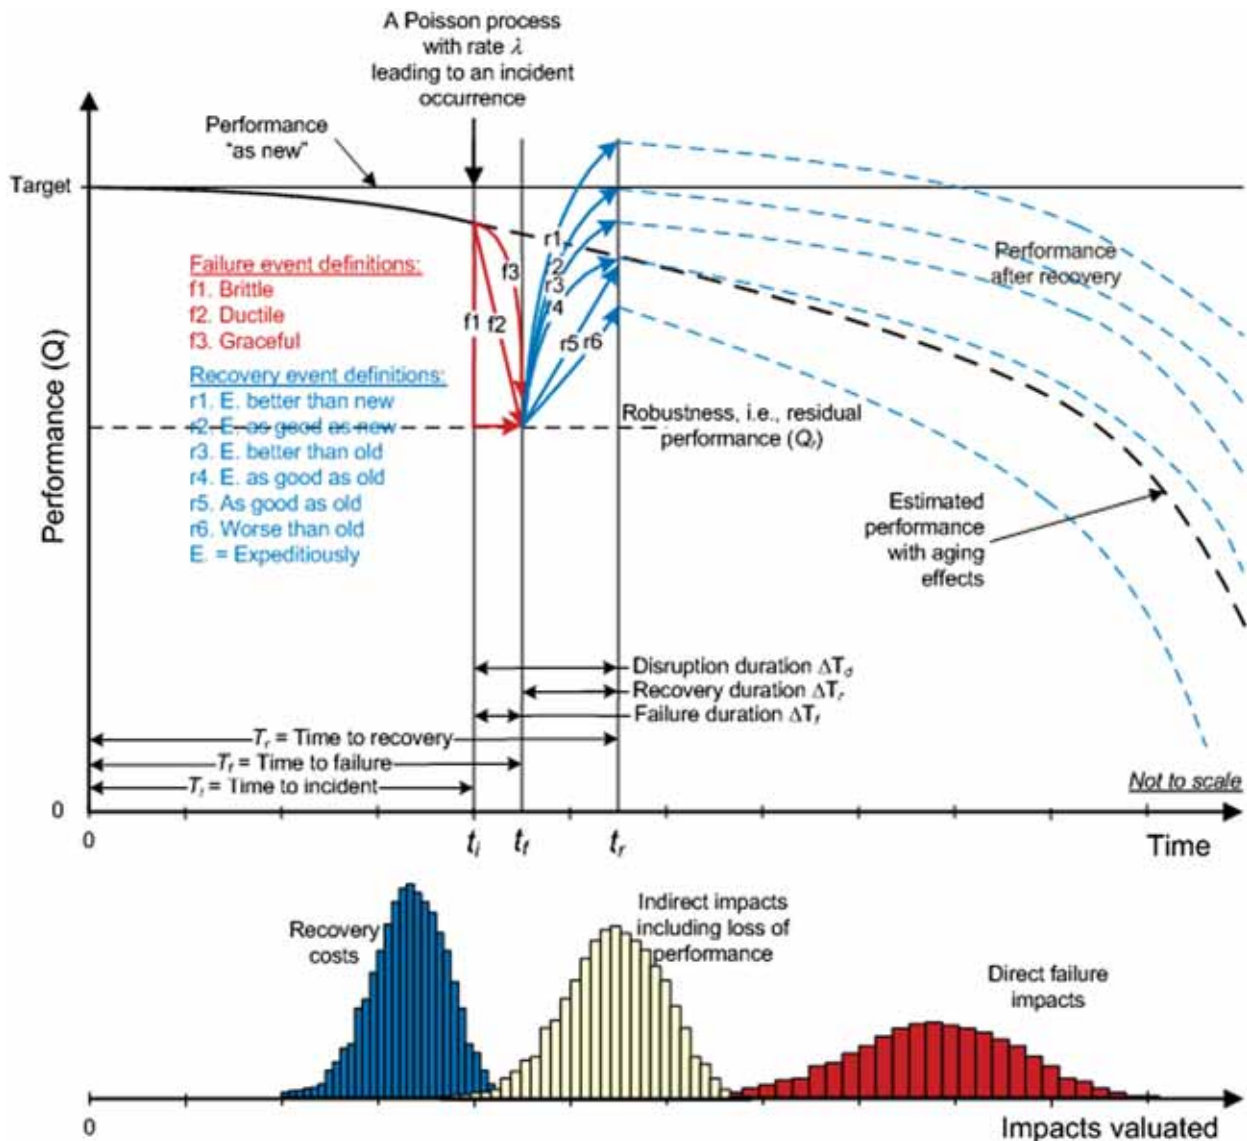 A Poisson process
with rate λ
leading to an incident
occurrence
Performance
"as new"
Target
Failure event definitions:
f1. Brittle
f2. Ductile
f3. Graceful
Recovery event definitions:
r1. E. better than new
r2. E. as good as new
r3. E. better than old
r4. E. as good as old
r5. As good as old
r6. Worse than old
E. = Expeditiously
f3
f1
f2
r1
2
r3
r4
r5
r6
Performance
after recovery
Robustness, i.e., residual
performance (Qr)
Estimated
performance
with aging
effects
Performance (Q)
Disruption duration ΔTd
Recovery duration ΔTr
Failure duration ΔTf
Tr = Time to recovery
Tf = Time to failure
Ti = Time to incident
Not to scale
0
0
ti
tf
tr
Time
Recovery
costs
Indirect impacts
including loss of
performance
Direct failure
impacts
0
Impacts valuated